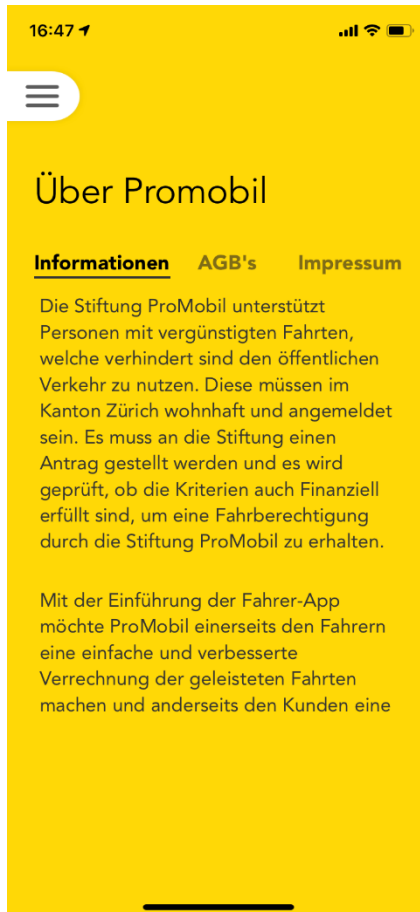 16:47
Über Promobil
Informationen AGB's Impressum
Die Stiftung ProMobil unterstützt
Personen mit vergünstigten Fahrten,
welche verhindert sind den öffentlichen
Verkehr zu nutzen. Diese müssen im
Kanton Zürich wohnhaft und angemeldet
sein. Es muss an die Stiftung einen
Antrag gestellt werden und es wird
geprüft, ob die Kriterien auch Finanziell
erfüllt sind, um eine Fahrberechtigung
durch die Stiftung ProMobil zu erhalten.
Mit der Einführung der Fahrer-App
möchte ProMobil einerseits den Fahrern
eine einfache und verbesserte
Verrechnung der geleisteten Fahrten
machen und anderseits den Kunden eine